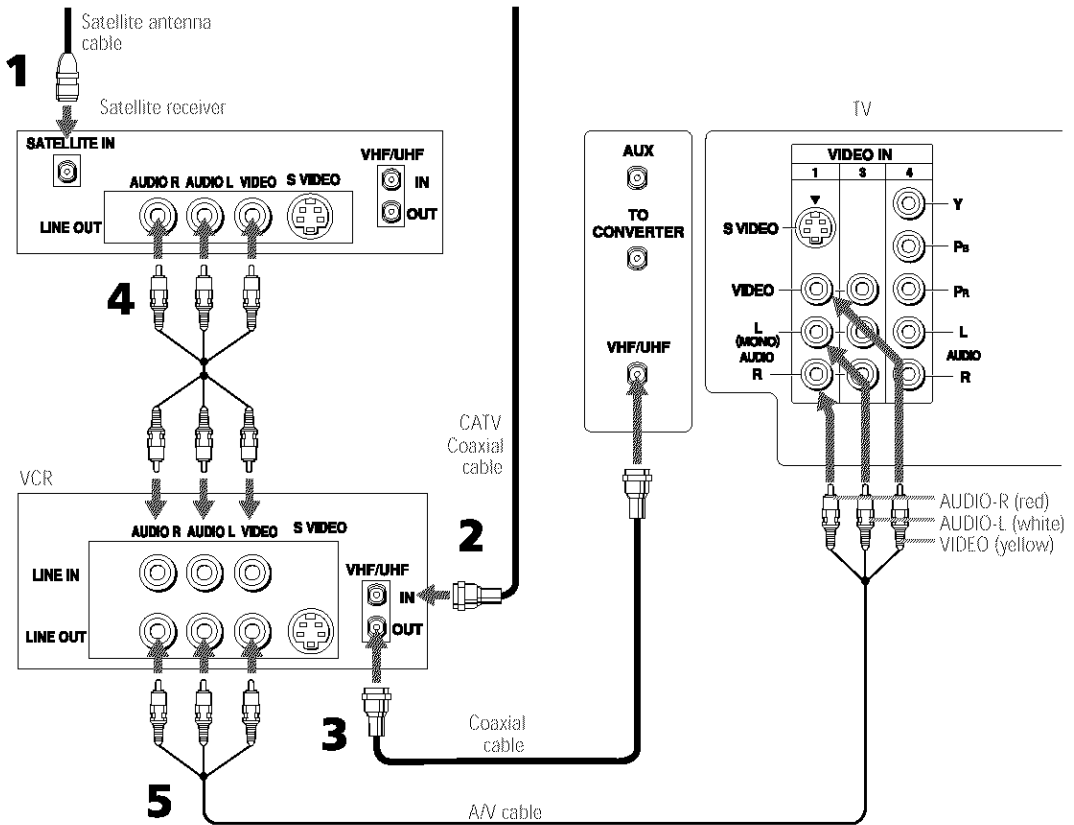 Satellite antenna
cable
1
Satellite receiver
SATELLITE IN
VHF/UHF
IN
OUT
AUDIO R AUDIO L VIDEO S VIDEO
LINE OUT
4
VCR
AUDIO R AUDIO L VIDEO S VIDEO
LINE IN
LINE OUT
VHF/UHF
IN
OUT
CATV
Coaxial
cable
2
3
Coaxial
cable
5
A/V cable
AUX
TO
CONVERTER
VHF/UHF
TV
VIDEO IN
1 3 4
S VIDEO
VIDEO
L
(MONO)
AUDIO
R
Y
PB
PR
L
AUDIO
R
AUDIO-R (red)
AUDIO-L (white)
VIDEO (yellow)